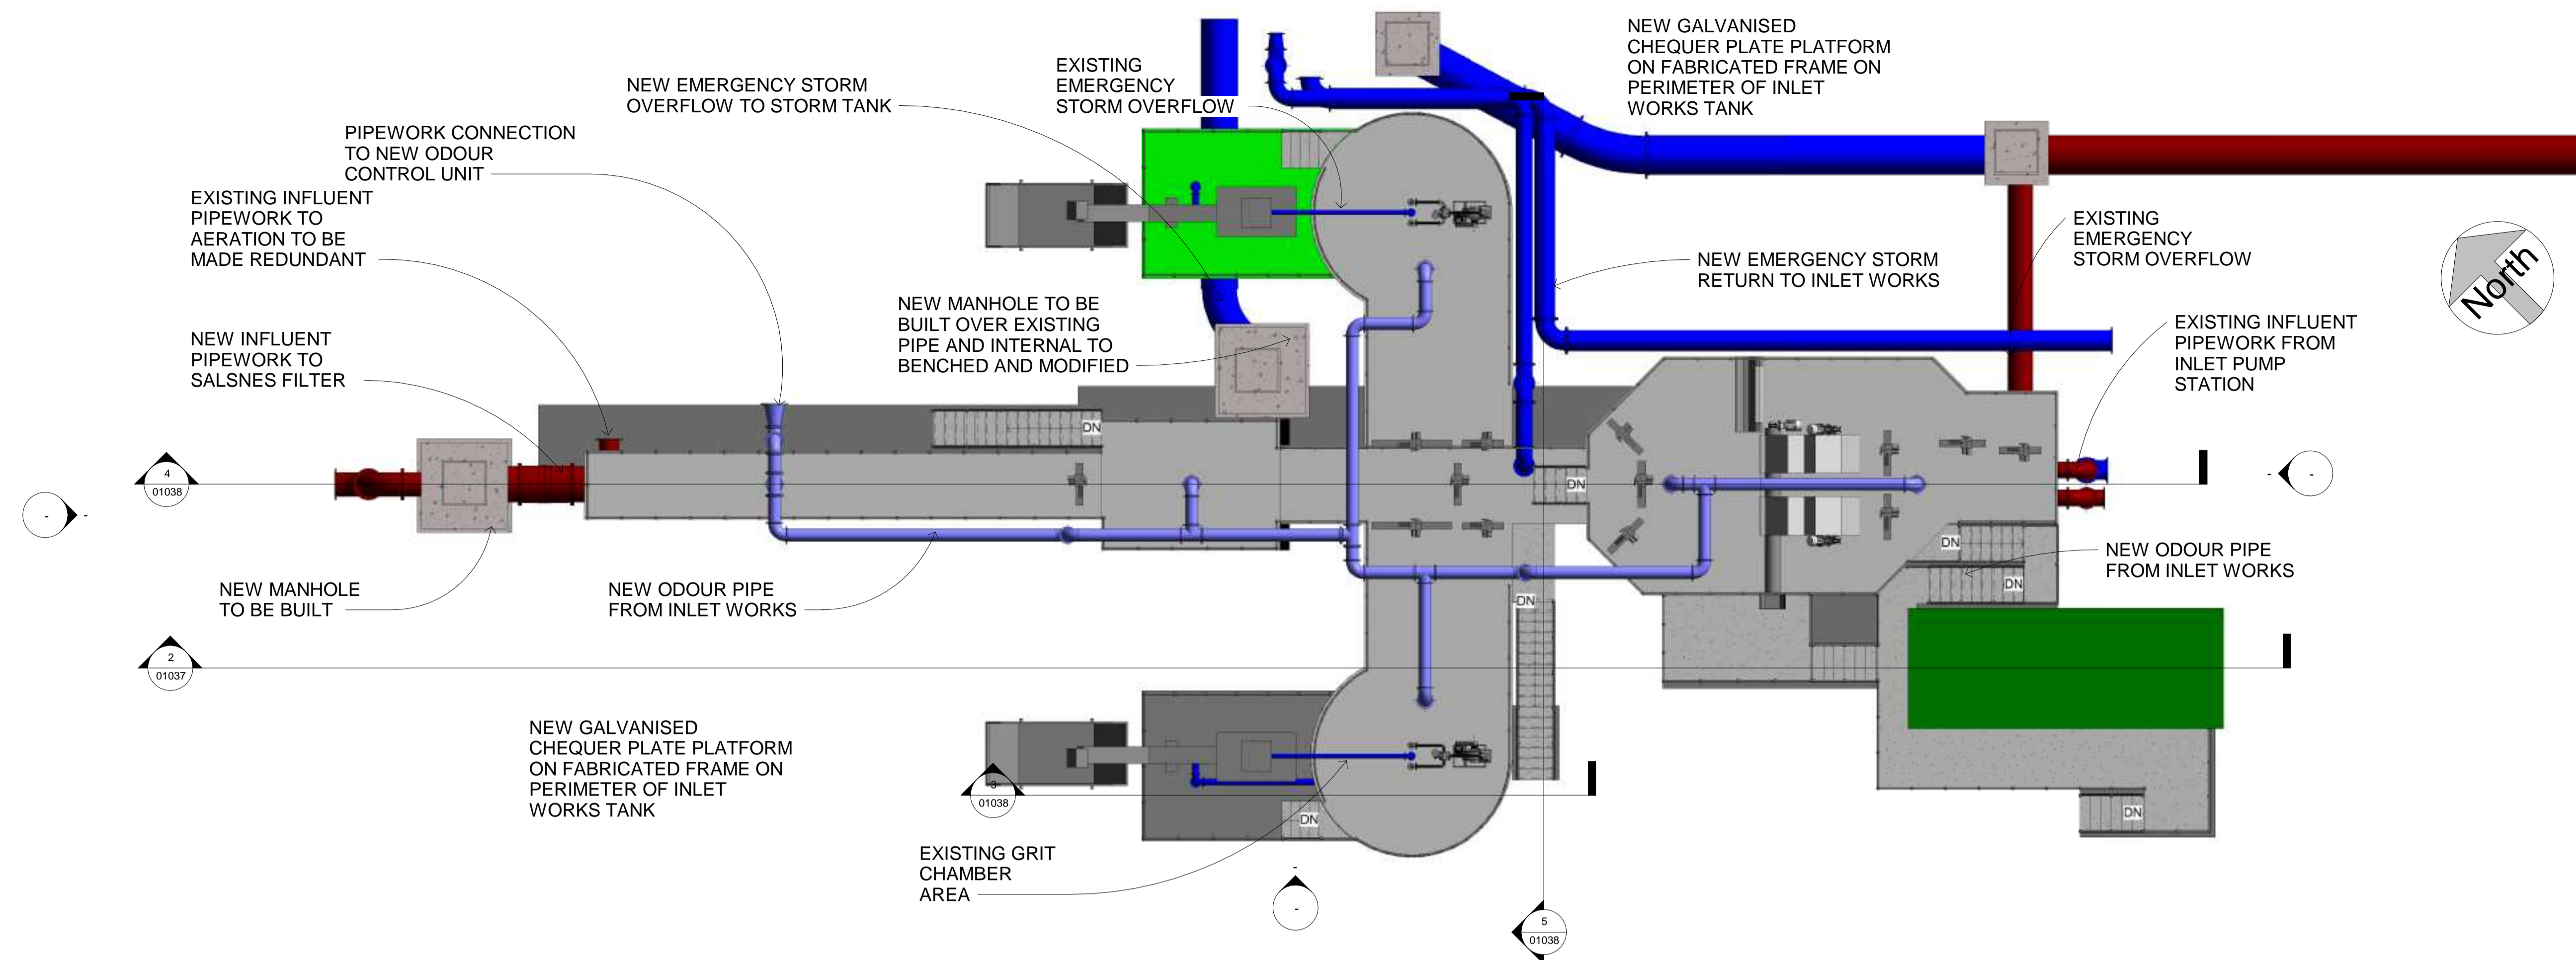 NEW GALVANISED
CHEQUER PLATE PLATFORM
ON FABRICATED FRAME ON
PERIMETER OF INLET
WORKS TANK
EXISTING
EMERGENCY
STORM OVERFLOW
NEW EMERGENCY STORM
OVERFLOW TO STORM TANK
PIPEWORK CONNECTION
TO NEW ODOUR
CONTROL UNIT
EXISTING INFLUENT
PIPEWORK TO
AERATION TO BE
MADE REDUNDANT
EXISTING
EMERGENCY
STORM OVERFLOW
North
NEW EMERGENCY STORM
RETURN TO INLET WORKS
NEW MANHOLE TO BE
BUILT OVER EXISTING
PIPE AND INTERNAL TO
BENCHED AND MODIFIED
EXISTING INFLUENT
PIPEWORK FROM
INLET PUMP
STATION
NEW INFLUENT
PIPEWORK TO
SALSNES FILTER
DN
4
01038
DN
-
-
-
-
DN
NEW ODOUR PIPE
FROM INLET WORKS
DN
NEW MANHOLE
TO BE BUILT
NEW ODOUR PIPE
FROM INLET WORKS
DN
2
01037
NEW GALVANISED
CHEQUER PLATE PLATFORM
ON FABRICATED FRAME ON
PERIMETER OF INLET
WORKS TANK
3
01038
DN
DN
EXISTING GRIT
CHAMBER
AREA
-
-
5
01038